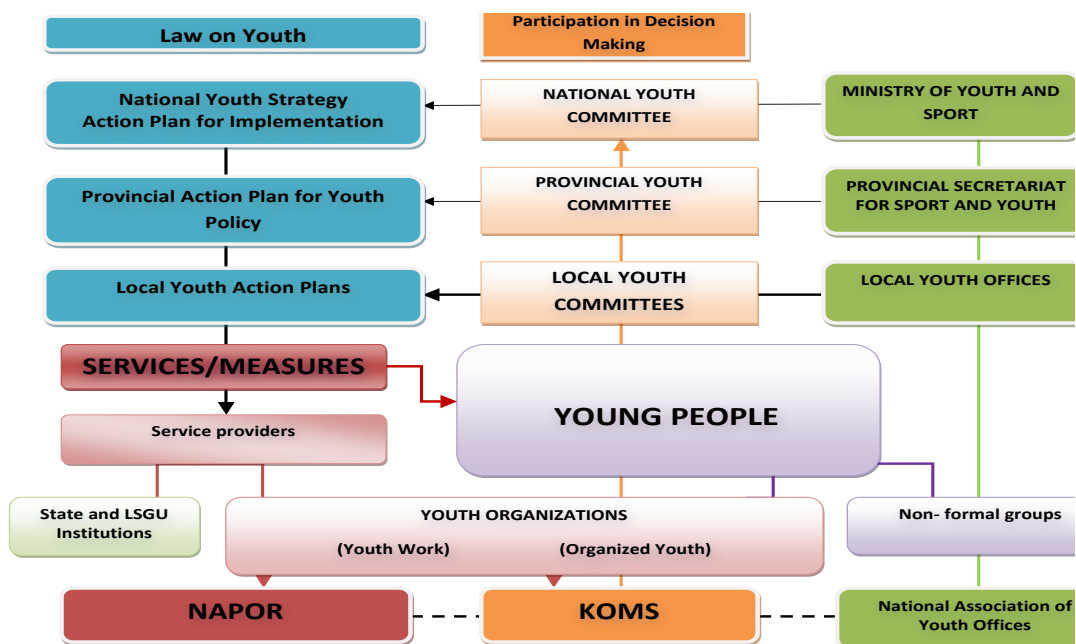 Law on Youth
Participation in Decision
Making
National Youth Strategy
Action Plan for Implementation
NATIONAL YOUTH
COMMITTEE
MINISTRY OF YOUTH AND
SPORT
Provincial Action Plan for Youth
Policy
PROVINCIAL YOUTH
COMMITTEE
PROVINCIAL SECRETARIAT
FOR SPORT AND YOUTH
Local Youth Action Plans
LOCAL YOUTH
COMMITTEES
LOCAL YOUTH OFFICES
SERVICES/MEASURES
YOUNG PEOPLE
Service providers
State and LSGU
Institutions
YOUTH ORGANIZATIONS
(Youth Work) (Organized Youth)
Non- formal groups
NAPOR
KOMS
National Association of
Youth Offices